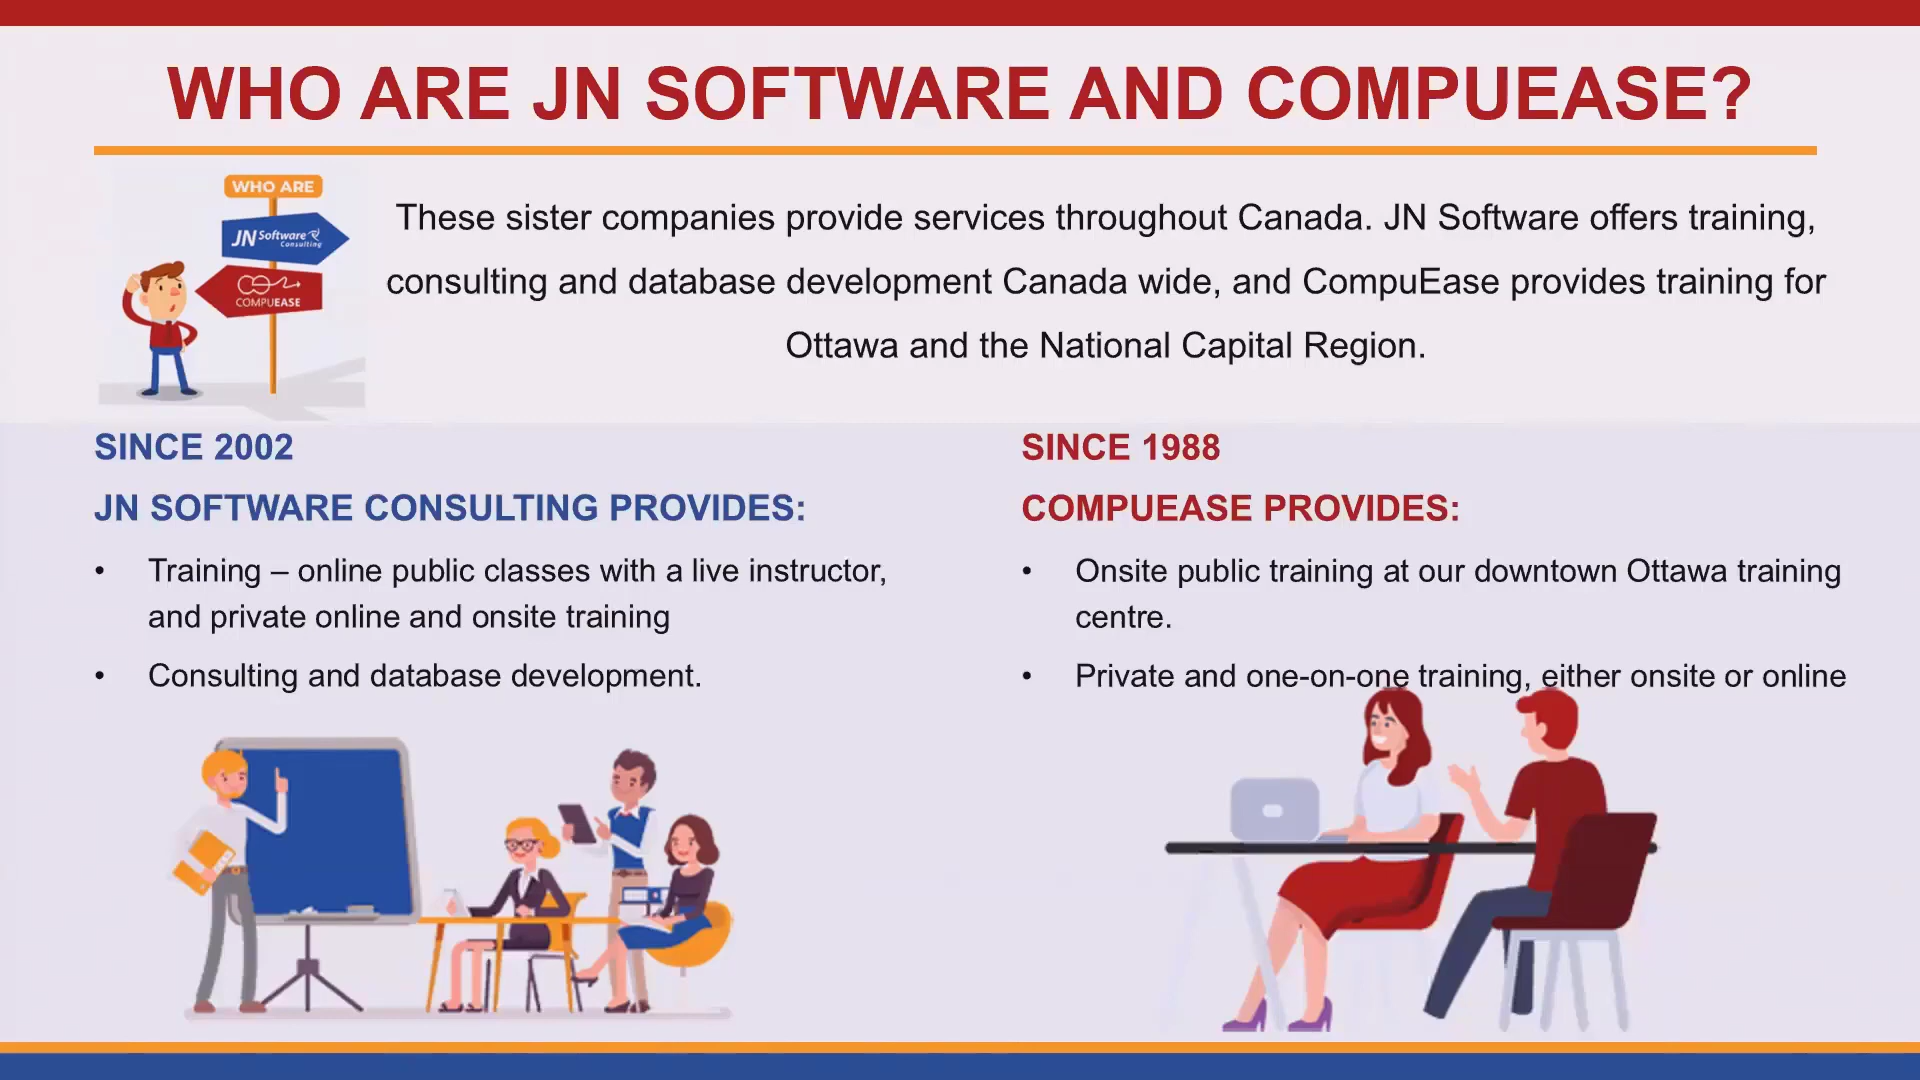 WHO ARE JN SOFTWARE AND COMPUEASE?
WHO ARE
JN Software
Consulting
COMPUEASE
These sister companies provide services throughout Canada. JN Software offers training,
consulting and database development Canada wide, and CompuEase provides training for
Ottawa and the National Capital Region.
SINCE 2002
JN SOFTWARE CONSULTING PROVIDES:
• Training – online public classes with a live instructor,
and private online and onsite training
• Consulting and database development.
SINCE 1988
COMPUEASE PROVIDES:
• Onsite public training at our downtown Ottawa training
centre.
• Private and one-on-one training, either onsite or online